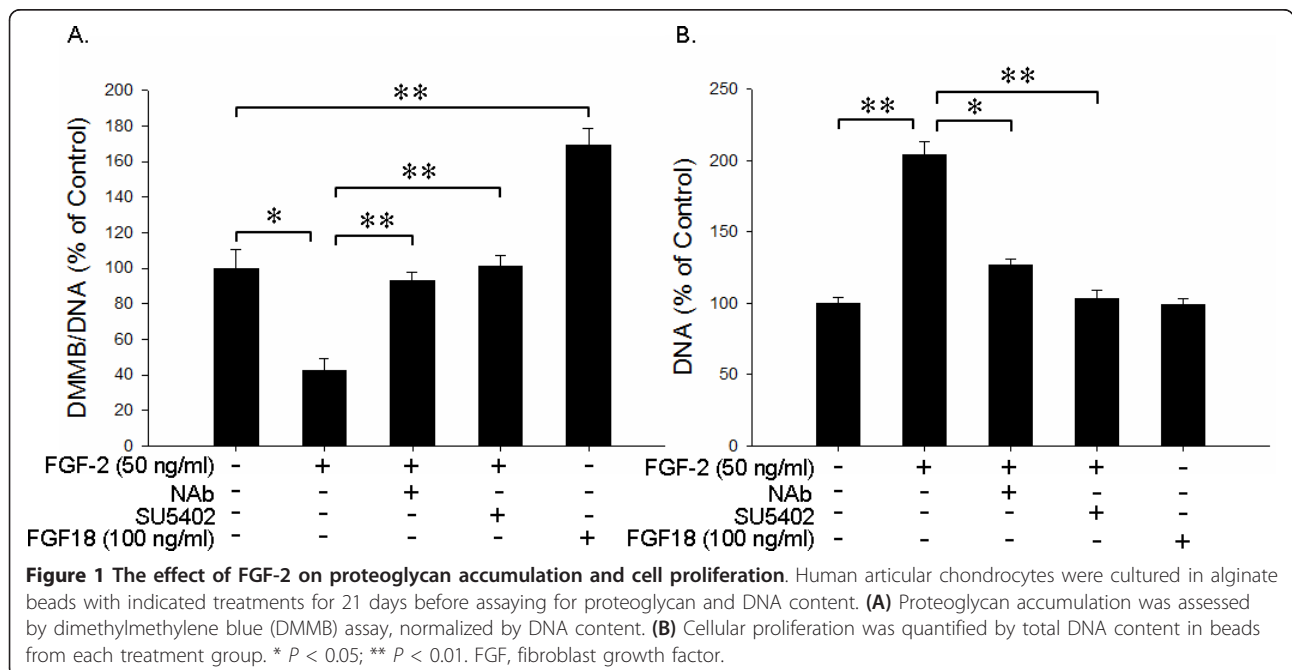 A.
200
180
160
140
120
100
80
60
40
20
0
DMMB/DNA (% of Control)
**
**
*
**
FGF-2 (50 ng/ml) - + + + -
NAb - - + - -
SU5402 - - - + -
FGF18 (100 ng/ml) - - - - +
B.
250
200
150
100
50
0
DNA (% of Control)
**
**
*
FGF-2 (50 ng/ml) - + + + -
NAb - - + - -
SU5402 - - - + -
FGF18 (100 ng/ml) - - - - +
Figure 1 The effect of FGF-2 on proteoglycan accumulation and cell proliferation. Human articular chondrocytes were cultured in alginate
beads with indicated treatments for 21 days before assaying for proteoglycan and DNA content. (A) Proteoglycan accumulation was assessed
by dimethylmethylene blue (DMMB) assay, normalized by DNA content. (B) Cellular proliferation was quantified by total DNA content in beads
from each treatment group. * P < 0.05; ** P < 0.01. FGF, fibroblast growth factor.